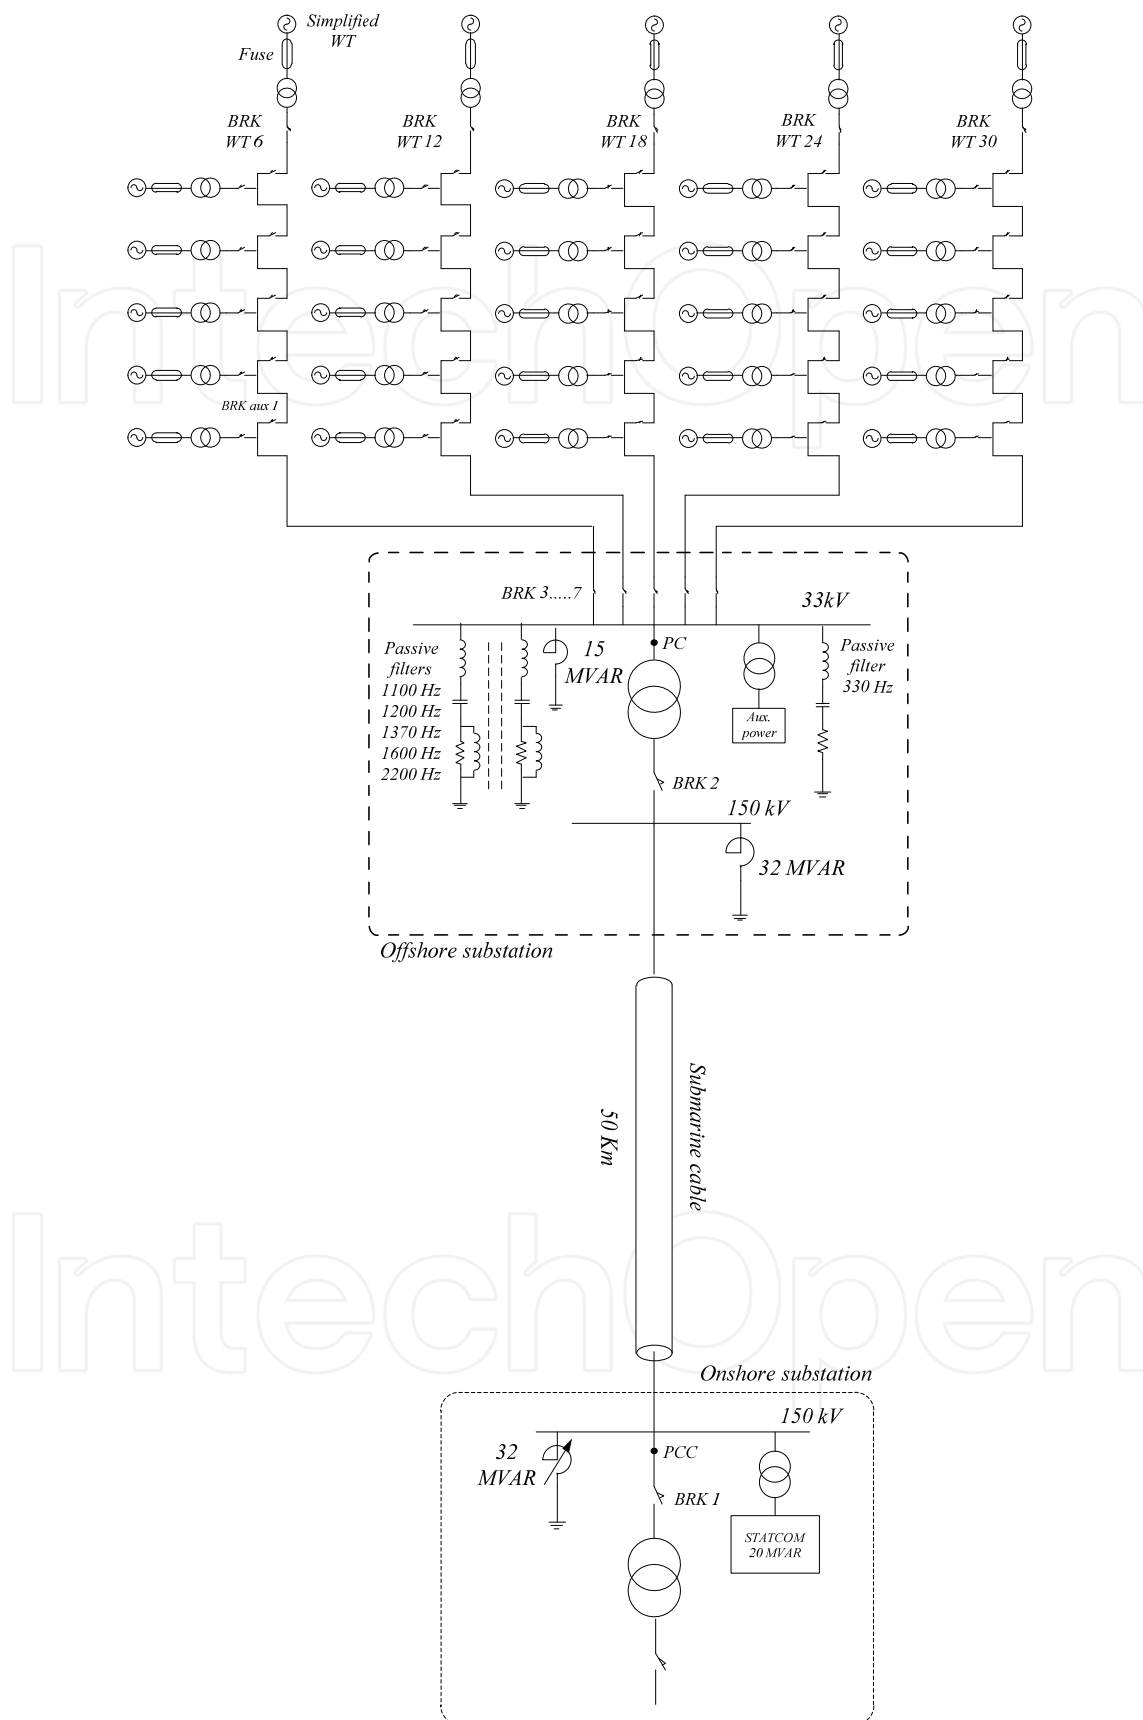 Simplified
WT
Fuse
BRK
WT 6
BRK
WT 12
BRK
WT 18
BRK
WT 24
BRK
WT 30
BRK aux 1
BRK 3.....7
33kV
Passive
filters
1100 Hz
1200 Hz
1370 Hz
1600 Hz
2200 Hz
15
MVAR
PC
Aux.
power
Passive
filter
330 Hz
BRK 2
150 kV
32 MVAR
Offshore substation
Submarine cable
50 Km
Onshore substation
150 kV
32
MVAR
PCC
BRK 1
STATCOM
20 MVAR
IntechOpen
IntechOpen